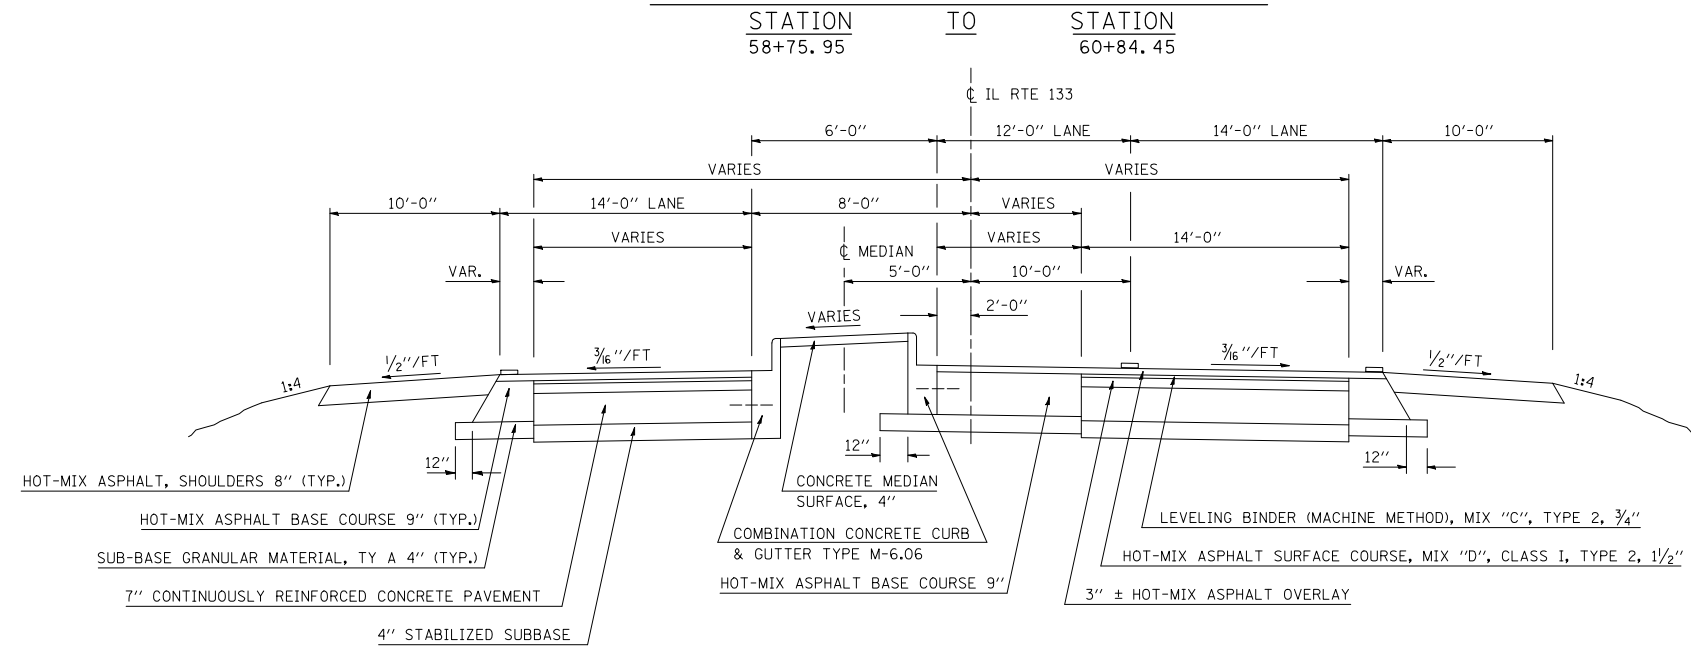 STATION TO STATION
58+75.95 60+84.45
℄ IL RTE 133
6'-0" 12'-0" LANE 14'-0" LANE 10'-0"
VARIES VARIES
10'-0" 14'-0" LANE 8'-0" VARIES
VARIES VARIES 14'-0"
℄ MEDIAN
VAR. 5'-0" 10'-0" VAR.
2'-0"
VARIES
1/2"/FT 3/16"/FT 3/16"/FT 1/2"/FT
1:4 1:4
12" 12" 12"
HOT-MIX ASPHALT, SHOULDERS 8" (TYP.)
CONCRETE MEDIAN
SURFACE, 4"
HOT-MIX ASPHALT BASE COURSE 9" (TYP.)
LEVELING BINDER (MACHINE METHOD), MIX "C", TYPE 2, 3/4"
COMBINATION CONCRETE CURB
& GUTTER TYPE M-6.06
SUB-BASE GRANULAR MATERIAL, TY A 4" (TYP.)
HOT-MIX ASPHALT SURFACE COURSE, MIX "D", CLASS I, TYPE 2, 1 1/2"
HOT-MIX ASPHALT BASE COURSE 9"
7" CONTINUOUSLY REINFORCED CONCRETE PAVEMENT
3" ± HOT-MIX ASPHALT OVERLAY
4" STABILIZED SUBBASE